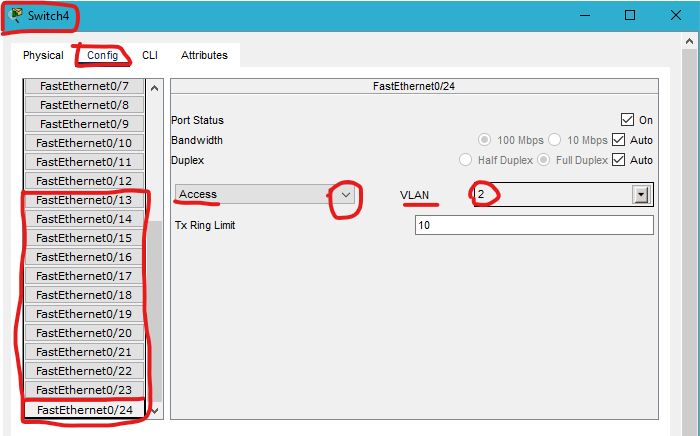 Switch4
Physical Config CLI Attributes
FastEthernet0/7
FastEthernet0/8
FastEthernet0/9
FastEthernet0/10
FastEthernet0/11
FastEthernet0/12
FastEthernet0/13
FastEthernet0/14
FastEthernet0/15
FastEthernet0/16
FastEthernet0/17
FastEthernet0/18
FastEthernet0/19
FastEthernet0/20
FastEthernet0/21
FastEthernet0/22
FastEthernet0/23
FastEthernet0/24
FastEthernet0/24
Port Status On
Bandwidth 100 Mbps 10 Mbps Auto
Duplex Half Duplex Full Duplex Auto
Access VLAN 2
Tx Ring Limit 10